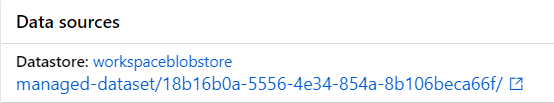 Data sources
Datastore: workspaceblobstore
managed-dataset/18b16b0a-5556-4e34-854a-8b106beca66f/